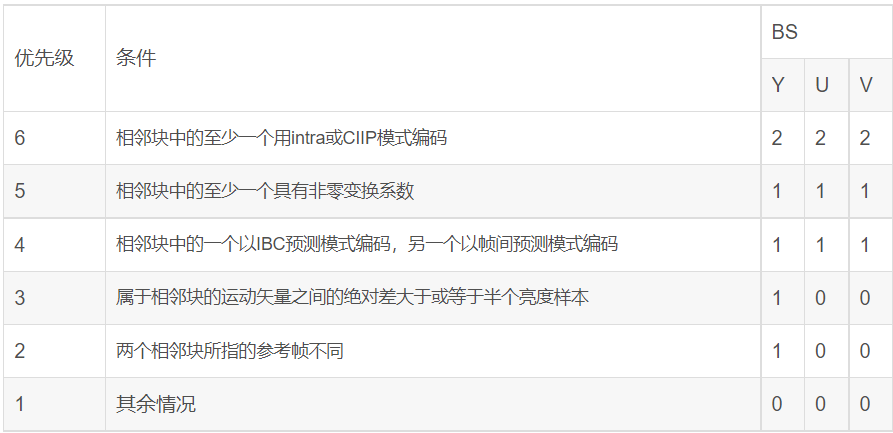 优先级 条件 BS
Y U V
6 相邻块中的至少一个用intra或CIIP模式编码 2 2 2
5 相邻块中的至少一个具有非零变换系数 1 1 1
4 相邻块中的一个以IBC预测模式编码，另一个以帧间预测模式编码 1 1 1
3 属于相邻块的运动矢量之间的绝对差大于或等于半个亮度样本 1 0 0
2 两个相邻块所指的参考帧不同 1 0 0
1 其余情况 0 0 0